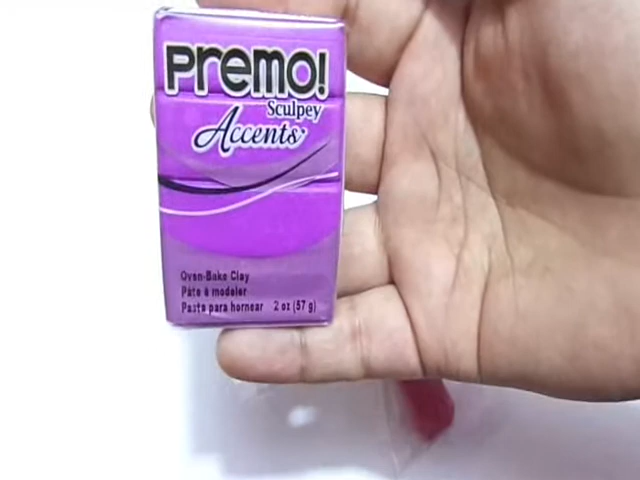 Premo!
Sculpey
Accents
Oven-Bake Clay
Pâte à modeler
Pasta para hornear 2 oz (57 g)